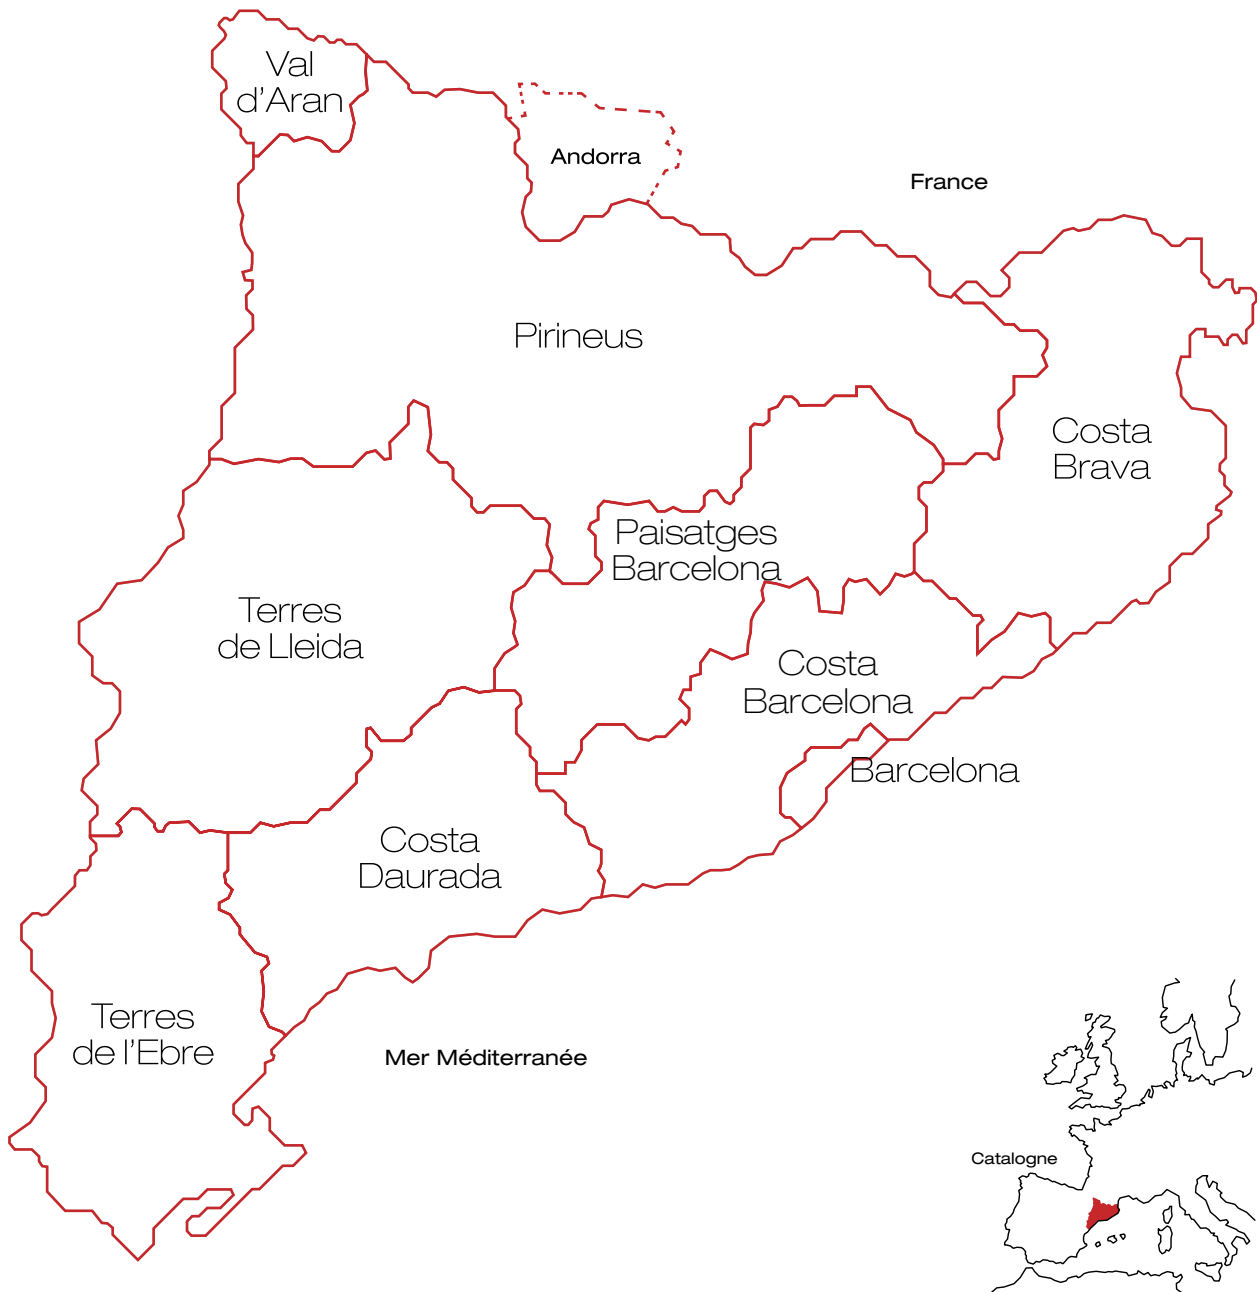 Val
d'Aran
Andorra
France
Pirineus
Costa
Brava
Paisatges
Barcelona
Terres
de Lleida
Costa
Barcelona
Barcelona
Costa
Daurada
Terres
de l'Ebre
Mer Méditerranée
Catalogne